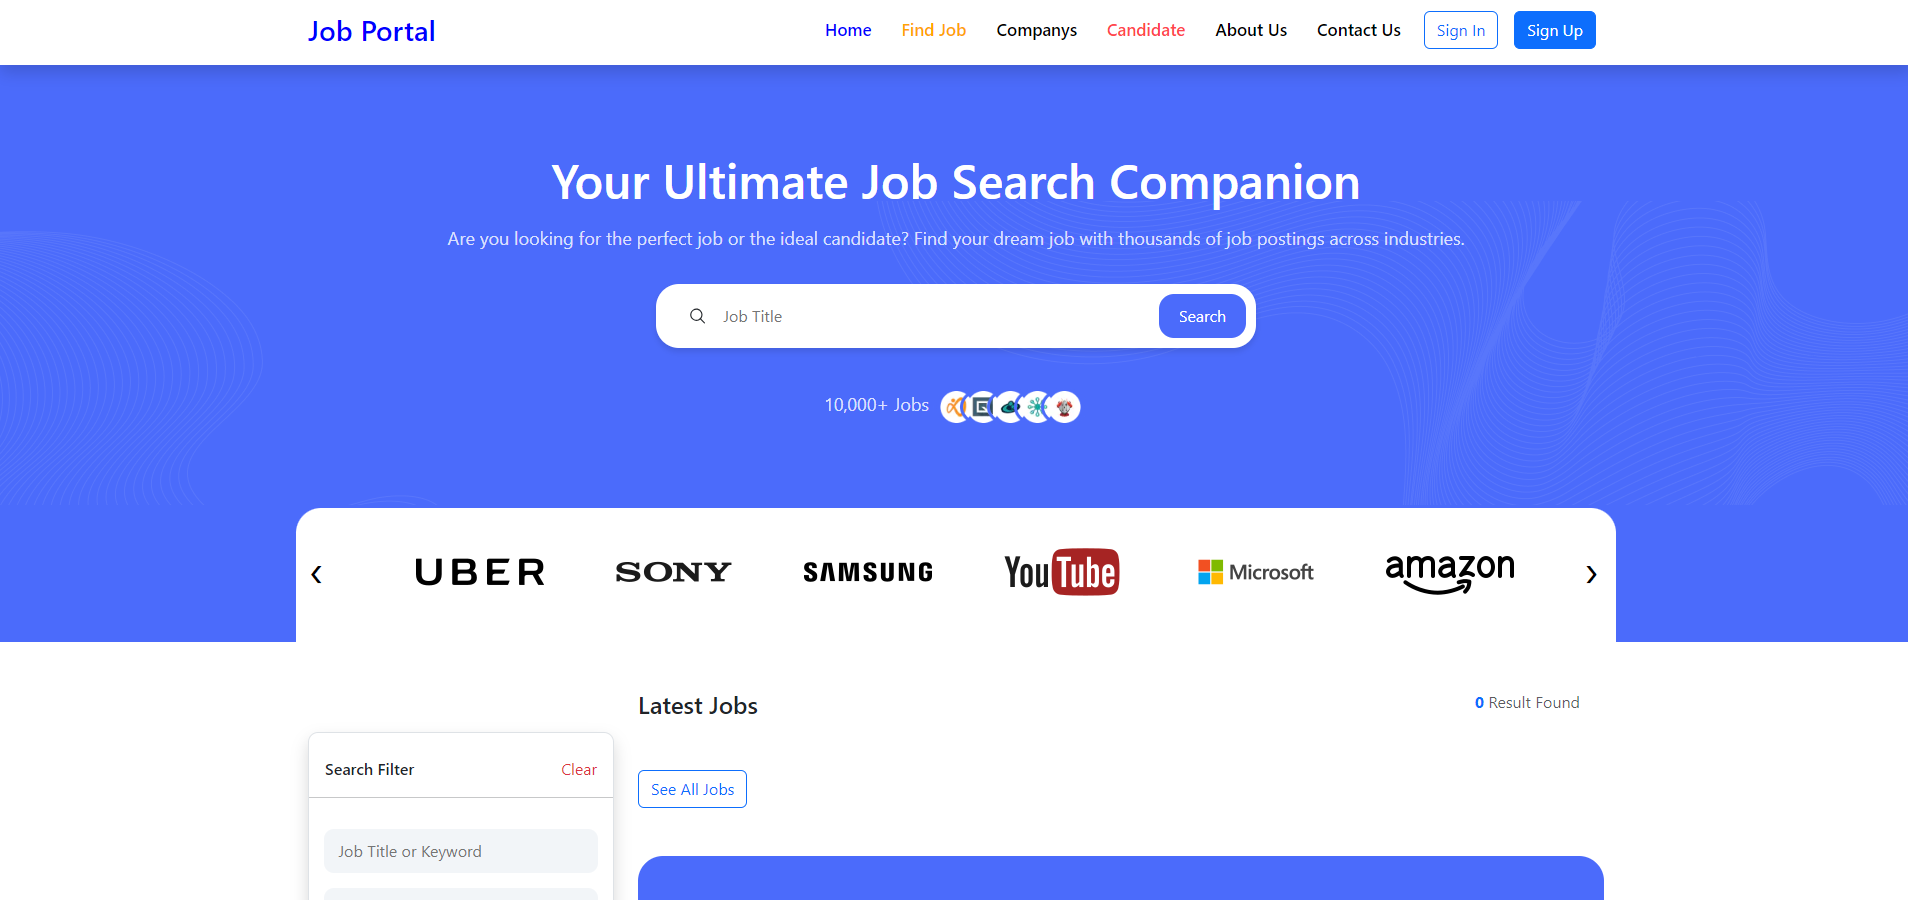 Job Portal
Home Find Job Companys Candidate About Us Contact Us Sign In Sign Up
Your Ultimate Job Search Companion
Are you looking for the perfect job or the ideal candidate? Find your dream job with thousands of job postings across industries.
Job Title Search
10,000+ Jobs
UBER SONY SAMSUNG YouTube Microsoft amazon
Latest Jobs 0 Result Found
Search Filter Clear
See All Jobs
Job Title or Keyword